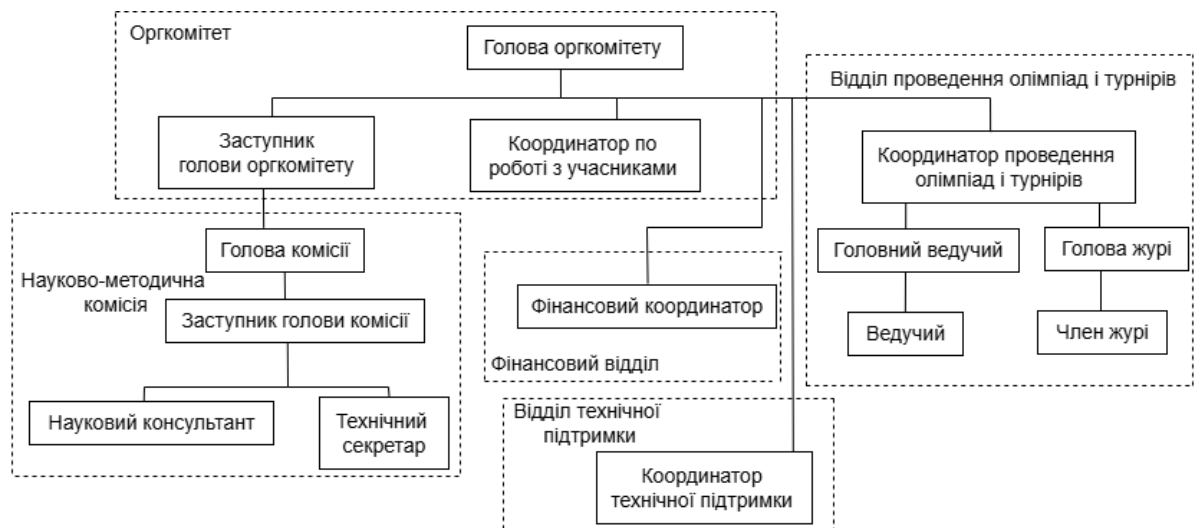 Оргкомітет
Голова оргкомітету
Заступник
голови оргкомітету
Координатор по
роботі з учасниками
Відділ проведення олімпіад і турнірів
Координатор проведення
олімпіад і турнірів
Головний ведучий
Голова журі
Ведучий
Член журі
Голова комісії
Науково-методична
комісія
Заступник голови комісії
Науковий консультант
Технічний
секретар
Фінансовий координатор
Фінансовий відділ
Відділ технічної
підтримки
Координатор
технічної підтримки